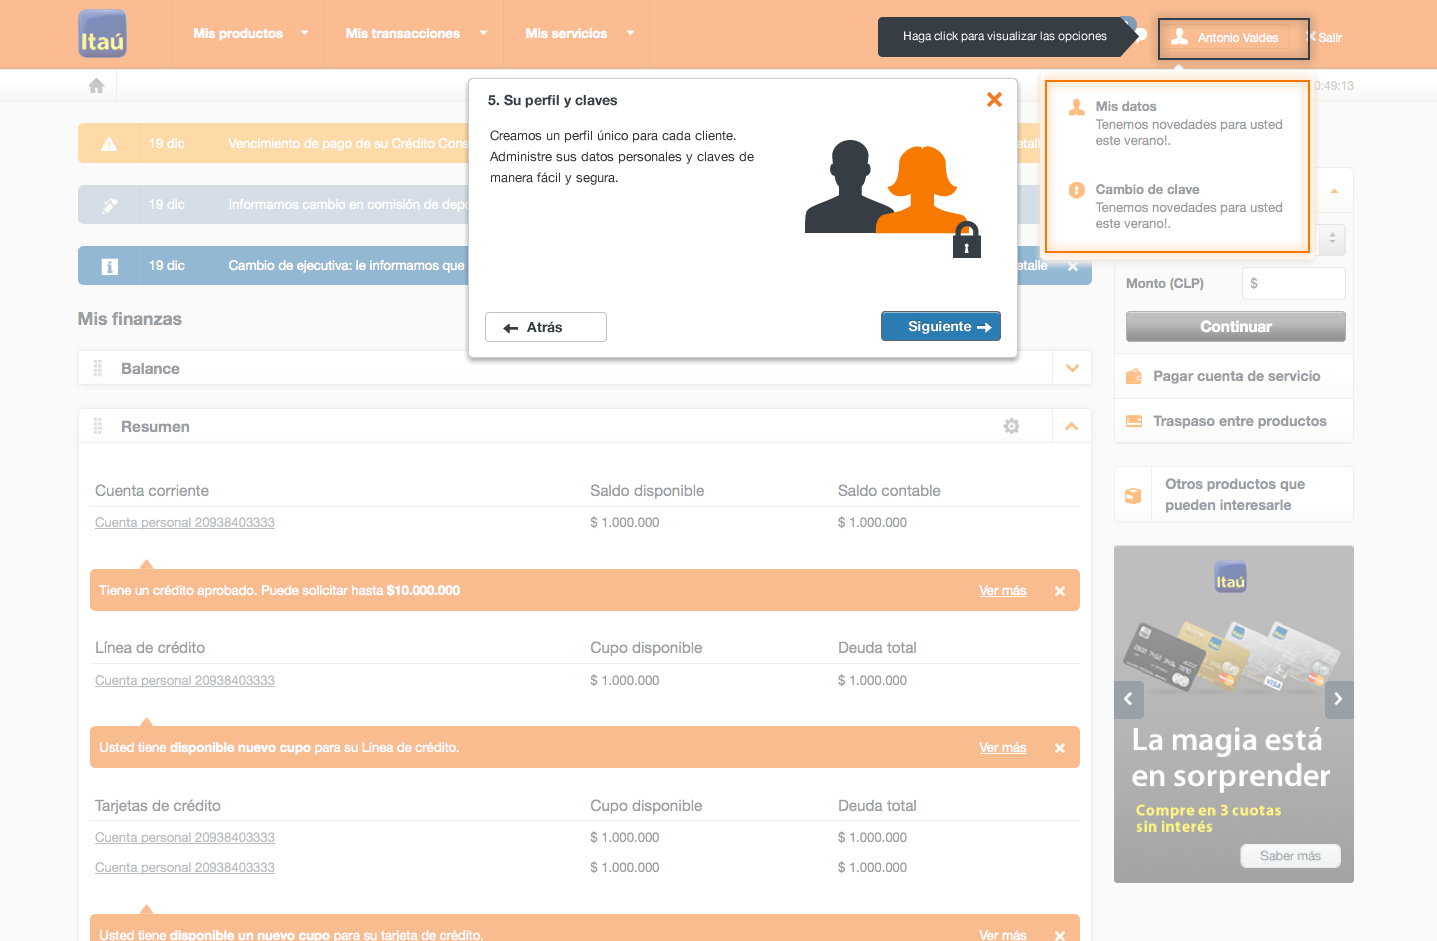 Itaú
Mis productos
Mis transacciones
Mis servicios
Haga click para visualizar las opciones
Antonio Valdes
Salir
0:49:13
5. Su perfil y claves
Creamos un perfil único para cada cliente.
Administre sus datos personales y claves de
manera fácil y segura.
Atrás
Siguiente
Mis datos
Tenemos novedades para usted
este verano!.
Cambio de clave
Tenemos novedades para usted
este verano!.
19 dic
Vencimiento de pago de su Crédito Cons
etall
19 dic
Informamos cambio en comisión de depo
19 dic
Cambio de ejecutiva: le informamos que
etalle
Mis finanzas
Balance
Resumen
Cuenta corriente
Saldo disponible
Saldo contable
Cuenta personal 20938403333
$ 1.000.000
$ 1.000.000
Tiene un crédito aprobado. Puede solicitar hasta $10.000.000
Ver más
Línea de crédito
Cupo disponible
Deuda total
Cuenta personal 20938403333
$ 1.000.000
$ 1.000.000
Usted tiene disponible nuevo cupo para su Línea de crédito.
Ver más
Tarjetas de crédito
Cupo disponible
Deuda total
Cuenta personal 20938403333
$ 1.000.000
$ 1.000.000
Cuenta personal 20938403333
$ 1.000.000
$ 1.000.000
Usted tiene disponible un nuevo cupo para su tarjeta de crédito.
Ver más
Monto (CLP)
$
Continuar
Pagar cuenta de servicio
Traspaso entre productos
Otros productos que
pueden interesarle
Itaú
VISA
La magia está
en sorprender
Compre en 3 cuotas
sin interés
Saber más